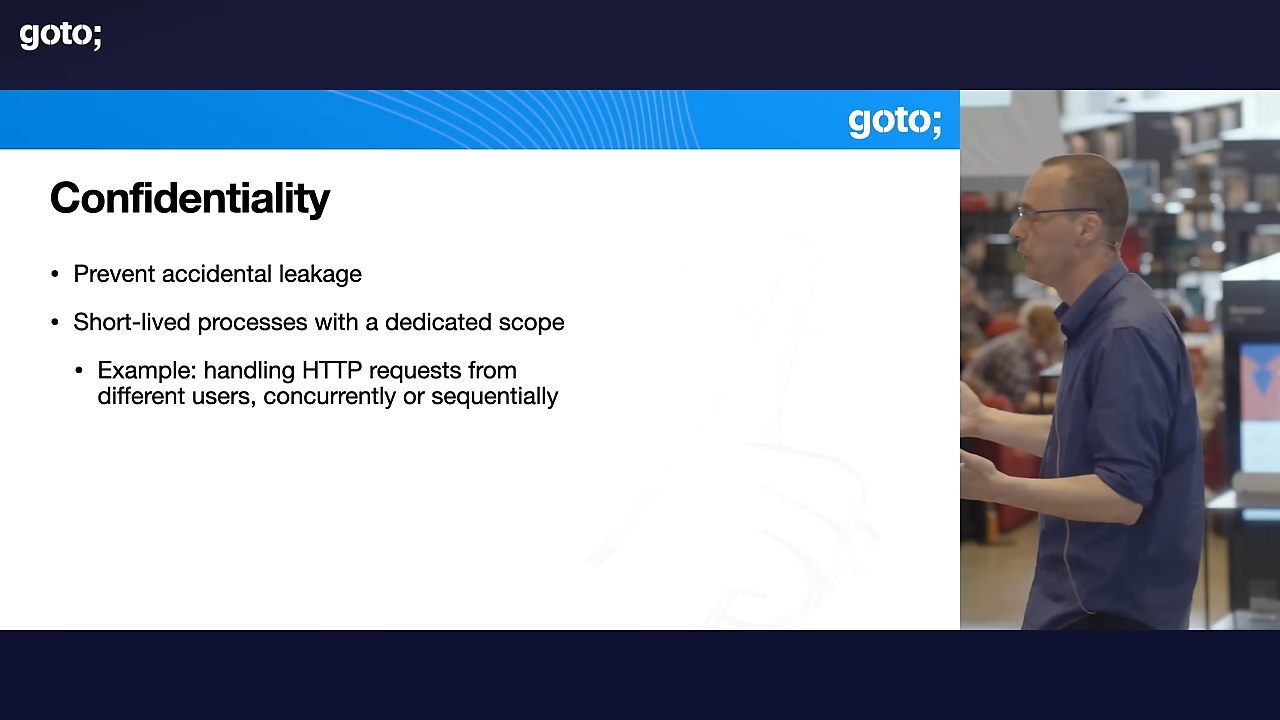 goto;
goto;
Confidentiality
• Prevent accidental leakage
• Short-lived processes with a dedicated scope
• Example: handling HTTP requests from
different users, concurrently or sequentially